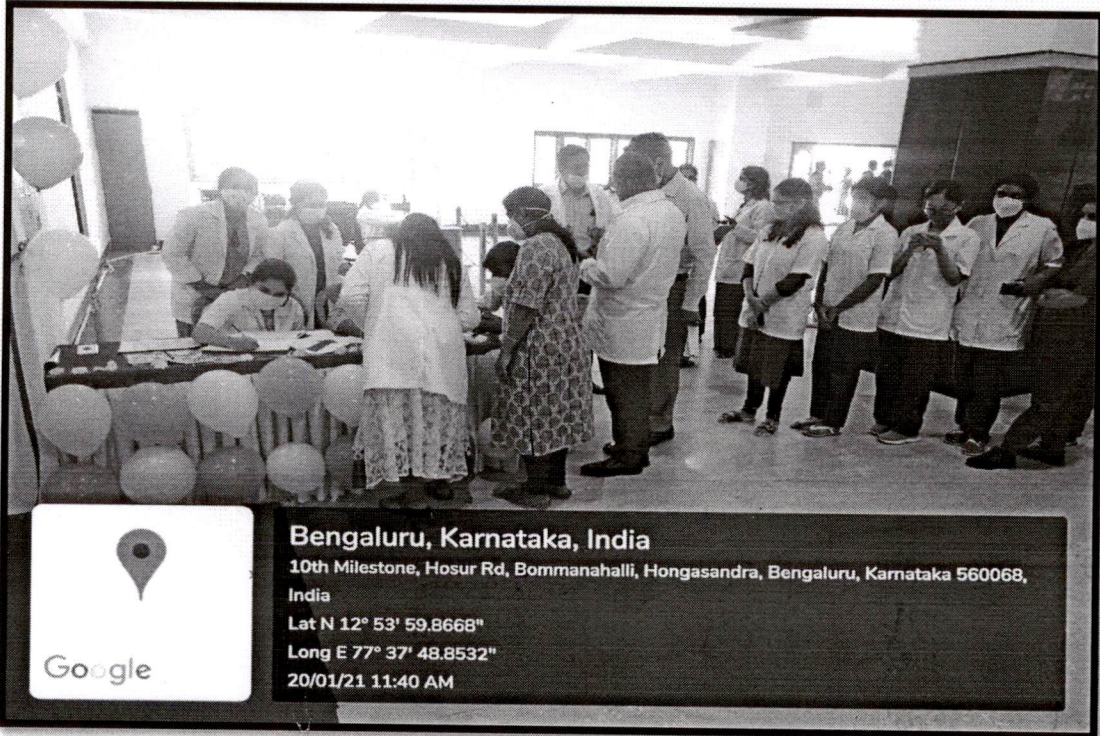 Bengaluru, Karnataka, India
10th Milestone, Hosur Rd, Bommanahalli, Hongasandra, Bengaluru, Karnataka 560068,
India
Lat N 12° 53' 59.8668"
Long E 77° 37' 48.8532"
20/01/21 11:40 AM
Google